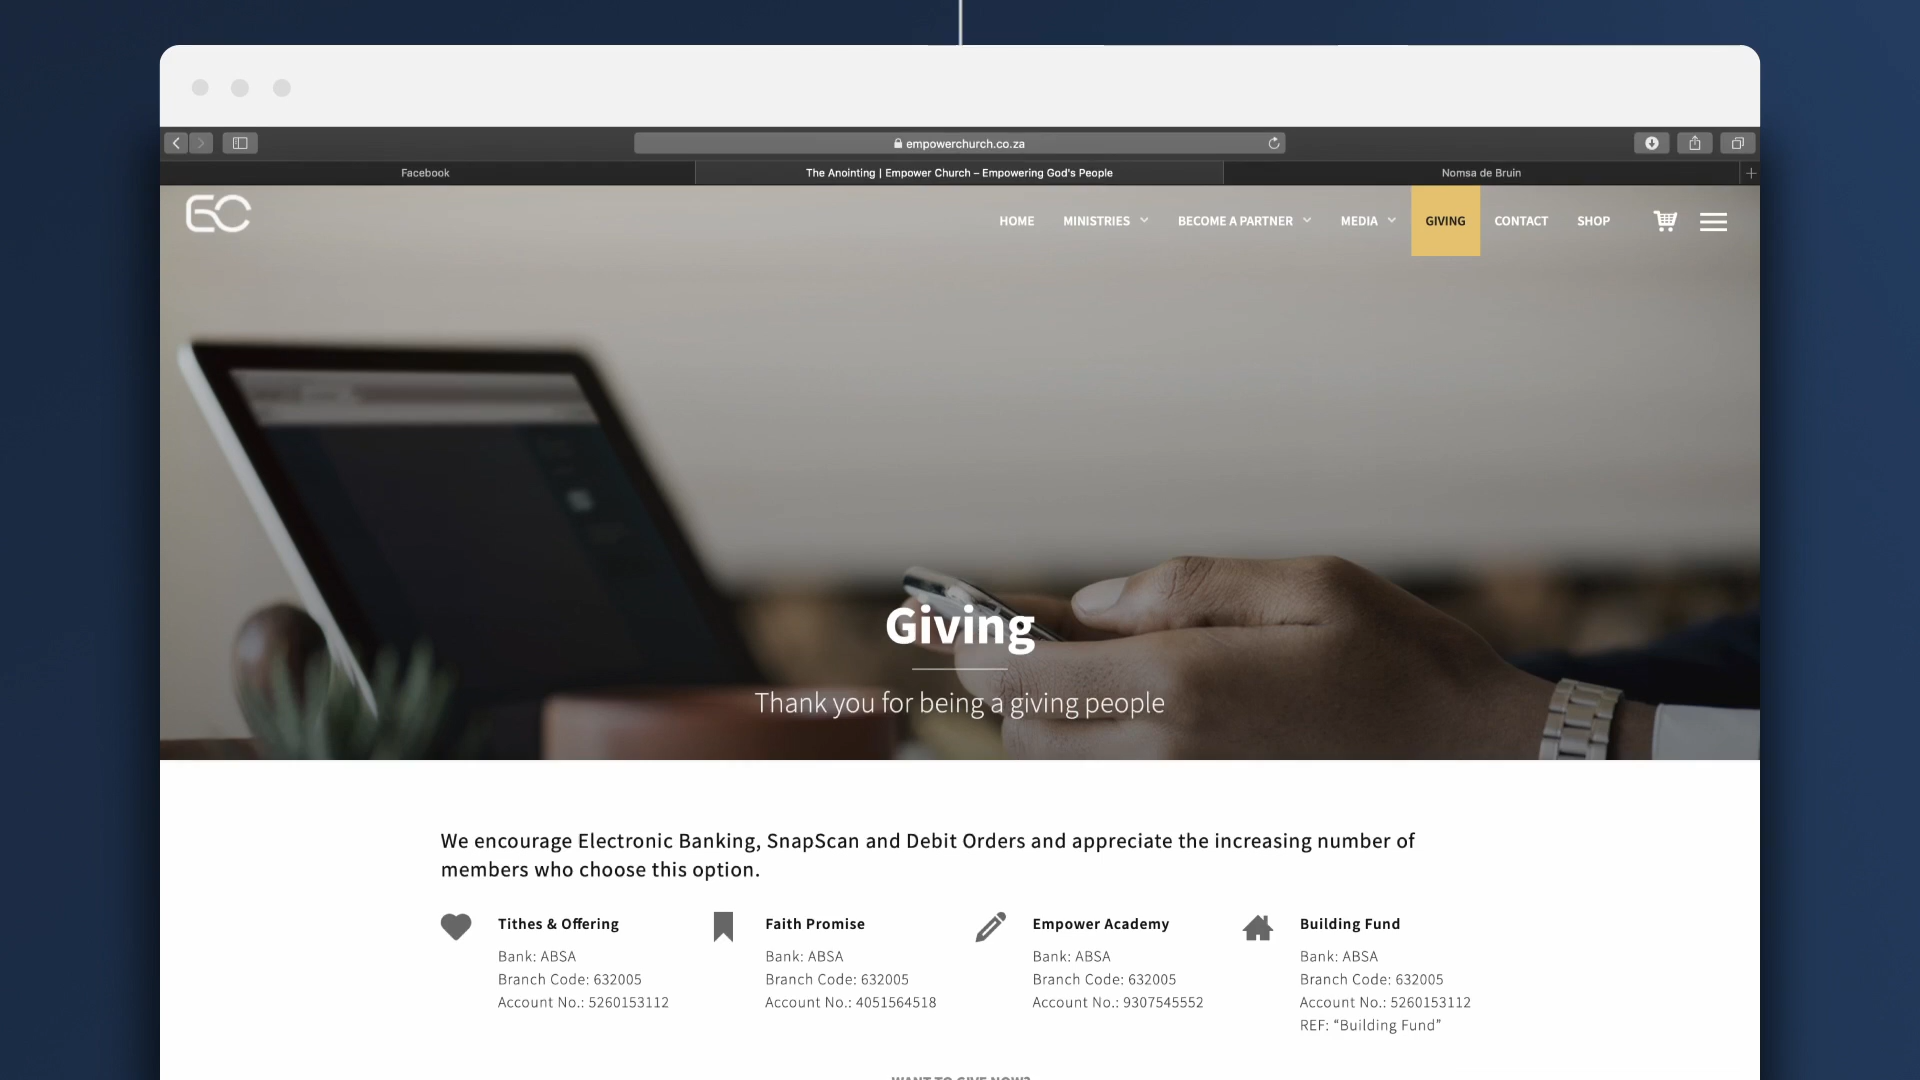 empowerchurch.co.za
Facebook
The Anointing | Empower Church – Empowering God's People
Nomsa de Bruin
EC
HOME
MINISTRIES
BECOME A PARTNER
MEDIA
GIVING
CONTACT
SHOP
Giving
Thank you for being a giving people
We encourage Electronic Banking, SnapScan and Debit Orders and appreciate the increasing number of
members who choose this option.
Tithes & Offering
Bank: ABSA
Branch Code: 632005
Account No.: 5260153112
Faith Promise
Bank: ABSA
Branch Code: 632005
Account No.: 4051564518
Empower Academy
Bank: ABSA
Branch Code: 632005
Account No.: 9307545552
Building Fund
Bank: ABSA
Branch Code: 632005
Account No.: 5260153112
REF: “Building Fund”
WANT TO GIVE NOW?